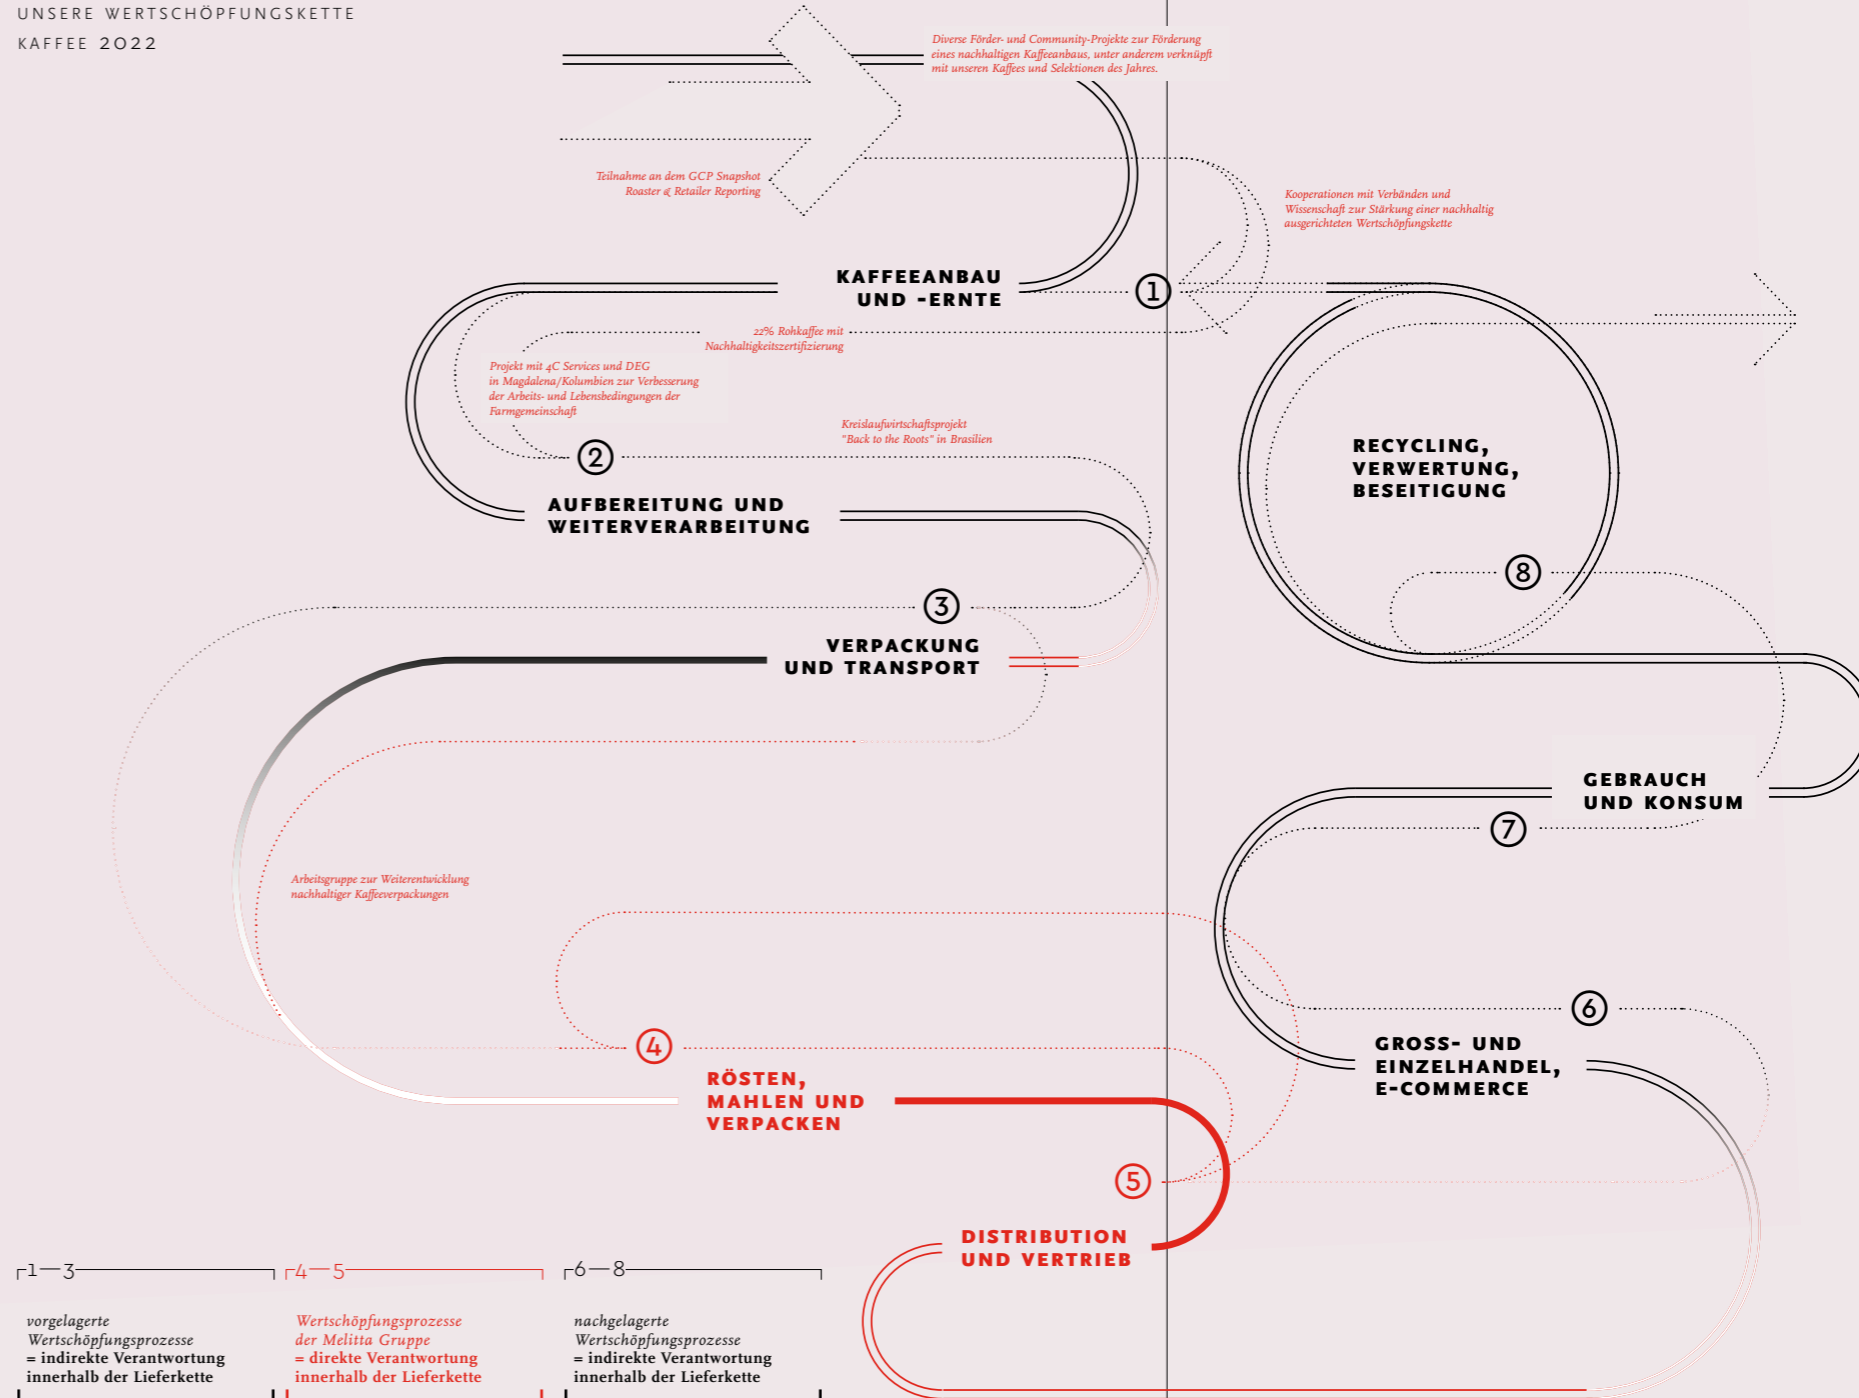 UNSERE WERTSCHÖPFUNGSKETTE
KAFFEE 2022
Diverse Förder- und Community-Projekte zur Förderung
eines nachhaltigen Kaffeeanbaus, unter anderem verknüpft
mit unseren Kaffees und Selektionen des Jahres.
Teilnahme an dem GCP Snapshot
Roaster & Retailer Reporting
Kooperationen mit Verbänden und
Wissenschaft zur Stärkung einer nachhaltig
ausgerichteten Wertschöpfungskette
KAFFEEANBAU
UND -ERNTE
1
22% Rohkaffee mit
Nachhaltigkeitszertifizierung
Projekt mit 4C Services und DEG
in Magdalena/Kolumbien zur Verbesserung
der Arbeits- und Lebensbedingungen der
Farmgemeinschaft
Kreislaufwirtschaftsprojekt
"Back to the Roots" in Brasilien
2
AUFBEREITUNG UND
WEITERVERARBEITUNG
RECYCLING,
VERWERTUNG,
BESEITIGUNG
8
3
VERPACKUNG
UND TRANSPORT
GEBRAUCH
UND KONSUM
7
Arbeitsgruppe zur Weiterentwicklung
nachhaltiger Kaffeeverpackungen
6
GROSS- UND
EINZELHANDEL,
E-COMMERCE
4
RÖSTEN,
MAHLEN UND
VERPACKEN
5
DISTRIBUTION
UND VERTRIEB
1—3
vorgelagerte
Wertschöpfungsprozesse
= indirekte Verantwortung
innerhalb der Lieferkette
4—5
Wertschöpfungsprozesse
der Melitta Gruppe
= direkte Verantwortung
innerhalb der Lieferkette
6—8
nachgelagerte
Wertschöpfungsprozesse
= indirekte Verantwortung
innerhalb der Lieferkette